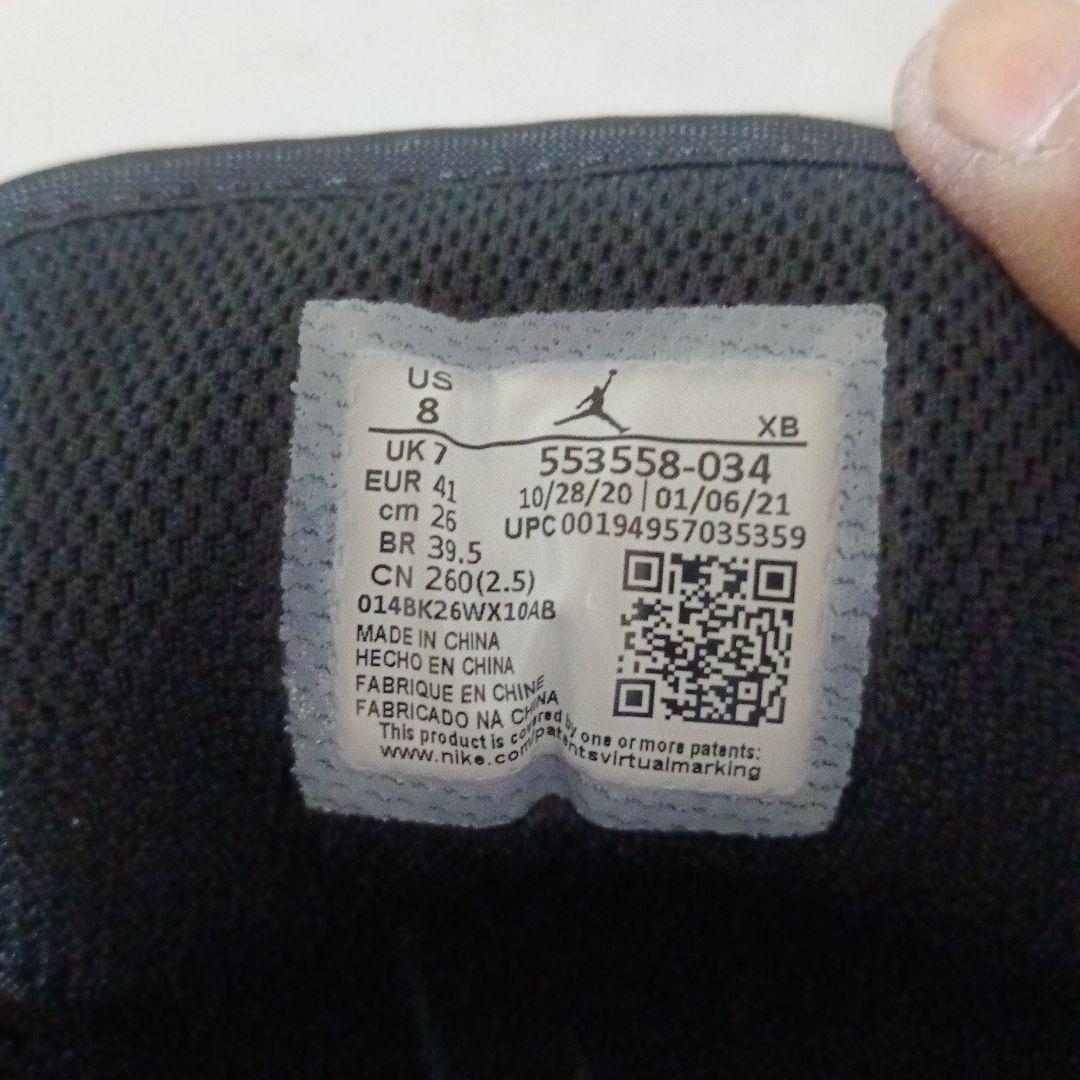 US
8
XB
UK 7
EUR 41
cm 26
BR 39.5
CN 260(2.5)
553558-034
10/28/20 | 01/06/21
UPC 00194957035359
014BK26WX10AB
MADE IN CHINA
HECHO EN CHINA
FABRIQUE EN CHINE
FABRICADO NA CHINA
This product is covered by one or more patents:
www.nike.com/patentsvirtualmarking